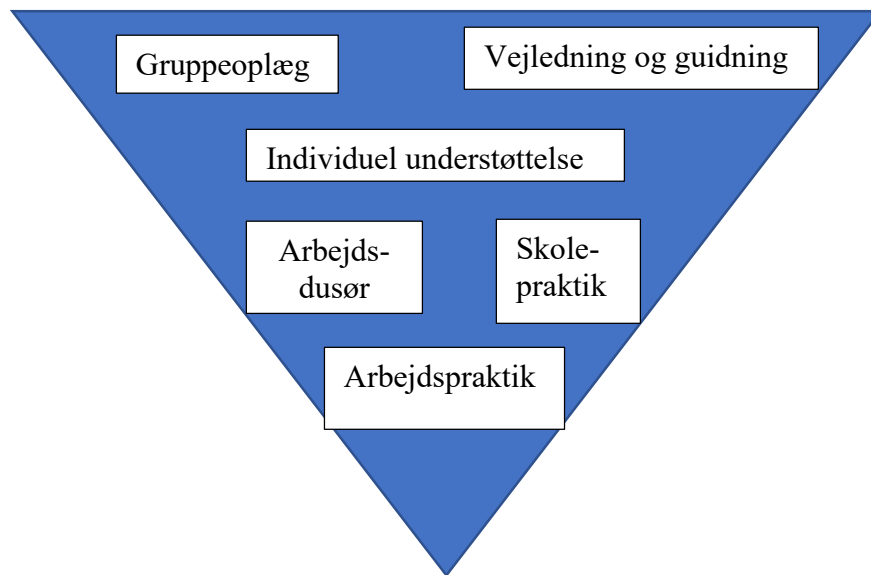 Gruppeoplæg
Vejledning og guidning
Individuel understøttelse
Arbejds-
dusør
Skole-
praktik
Arbejdspraktik